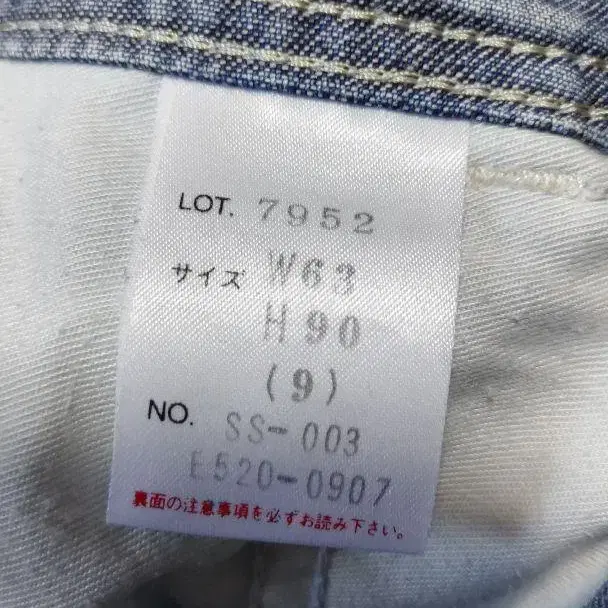 LOT. 7952
サイズ W63
H90
(9)
NO. SS-003
E520-0907
裏面の注意事項を必ずお読み下さい。